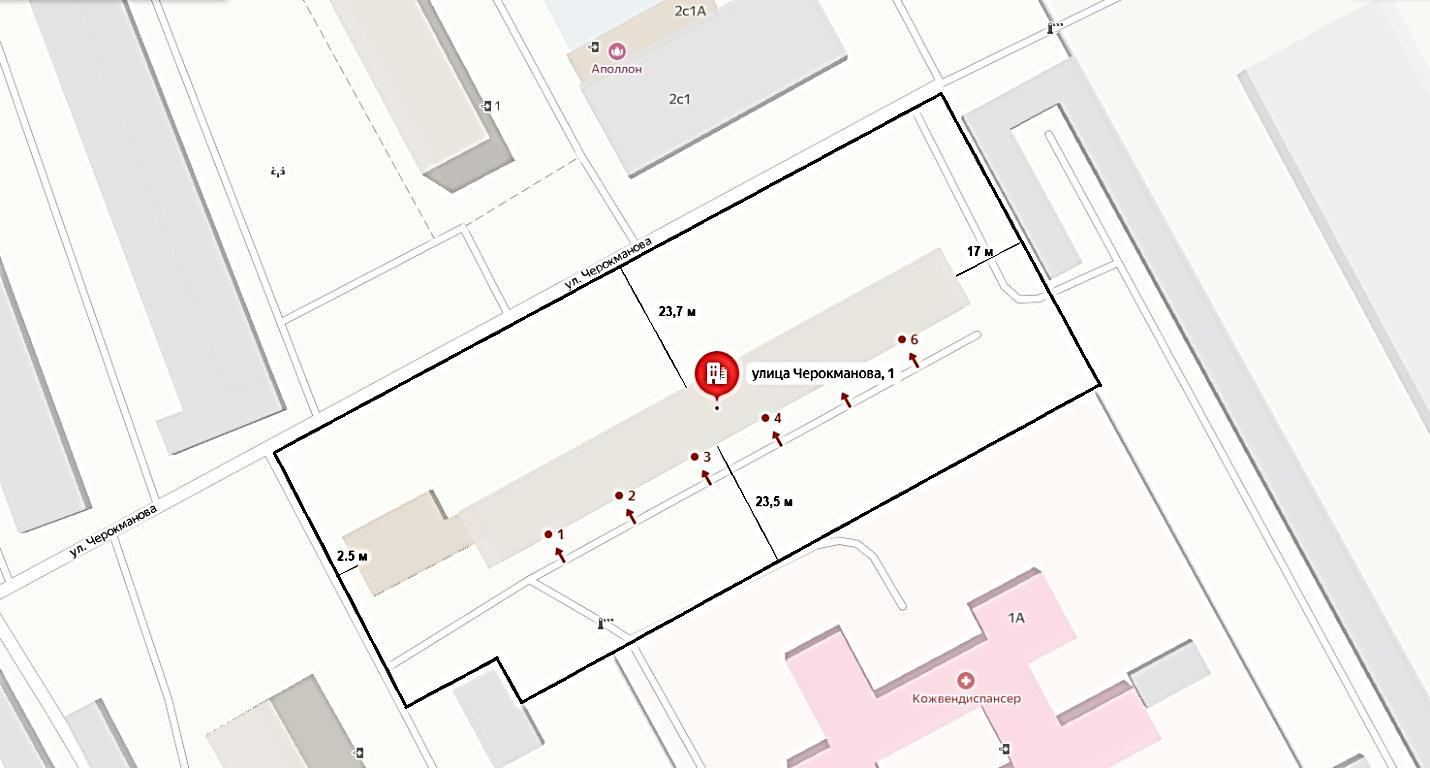 2с1А
Аполлон
2с1
1
ул. Черокманова
17 м
23,7 м
6
улица Черокманова, 1
4
3
2
23,5 м
1
ул. Черокманова
2.5 м
1А
Кожвендиспансер